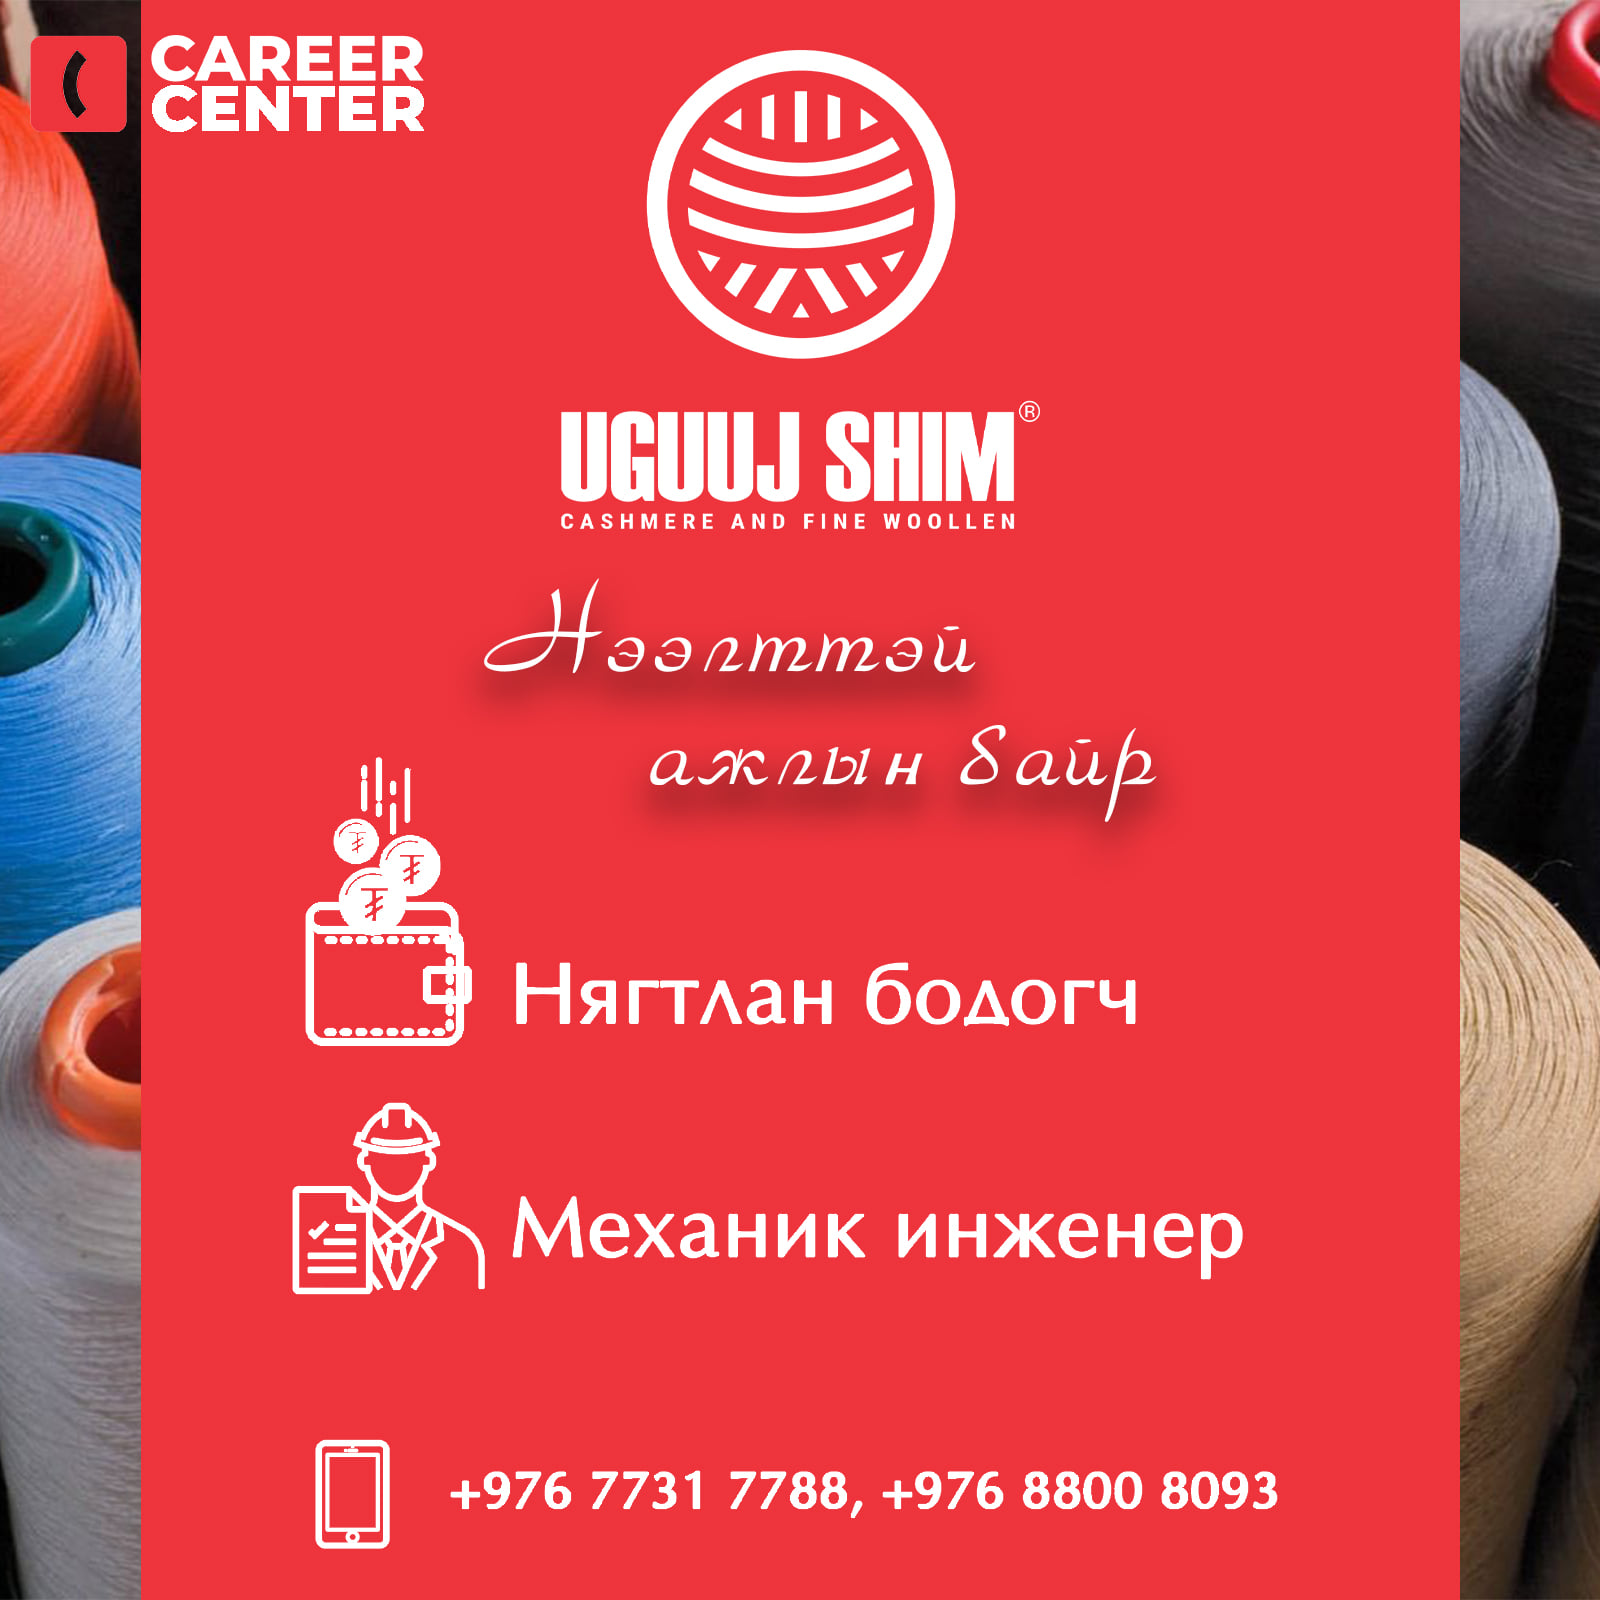 CAREER
CENTER
UGUUJ SHIM®
CASHMERE AND FINE WOOLLEN
Нээлттэй
ажлын байр
₮
₮
₮
Нягтлан бодогч
Механик инженер
+976 7731 7788, +976 8800 8093